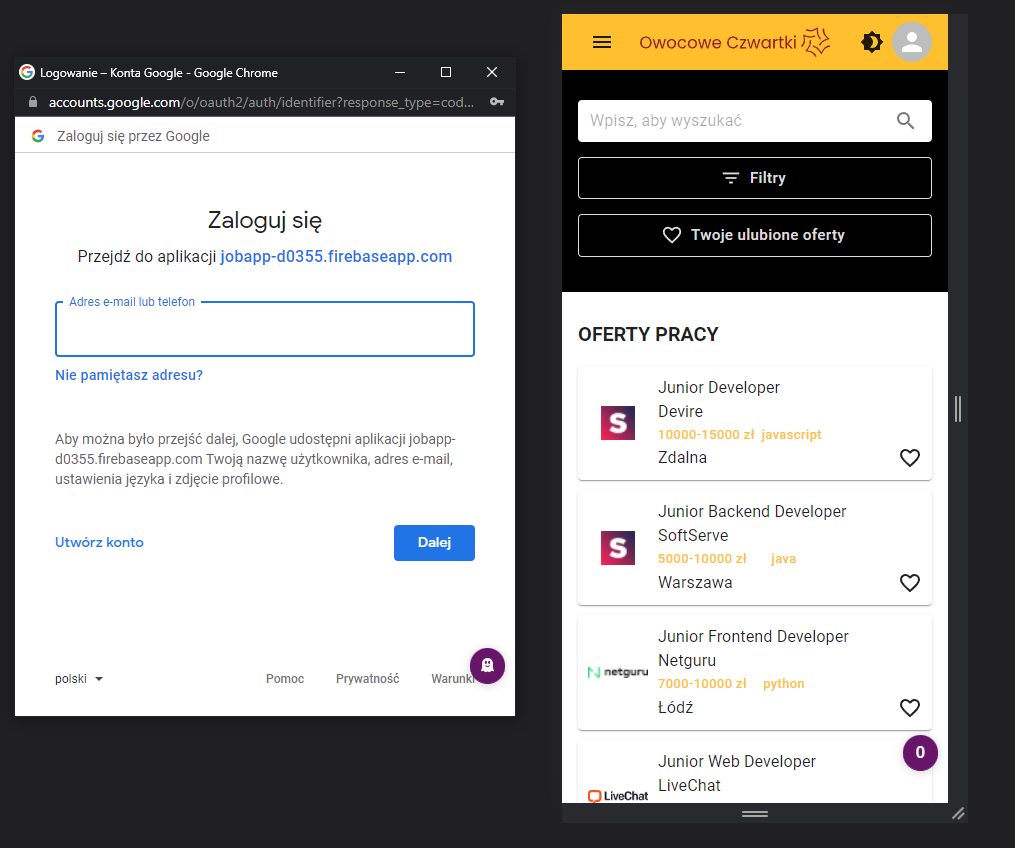 Logowanie – Konta Google - Google Chrome
accounts.google.com/o/oauth2/auth/identifier?response_type=cod...
Zaloguj się przez Google
Zaloguj się
Przejdź do aplikacji jobapp-d0355.firebaseapp.com
Adres e-mail lub telefon
Nie pamiętasz adresu?
Aby można było przejść dalej, Google udostępni aplikacji jobapp-
d0355.firebaseapp.com Twoją nazwę użytkownika, adres e-mail,
ustawienia języka i zdjęcie profilowe.
Utwórz konto
Dalej
polski
Pomoc
Prywatność
Warunki
Owocowe Czwartki
Wpisz, aby wyszukać
Filtry
Twoje ulubione oferty
OFERTY PRACY
S
Junior Developer
Devire
10000-15000 zł javascript
Zdalna
S
Junior Backend Developer
SoftServe
5000-10000 zł java
Warszawa
netguru
Junior Frontend Developer
Netguru
7000-10000 zł python
Łódź
0
LiveChat
Junior Web Developer
LiveChat